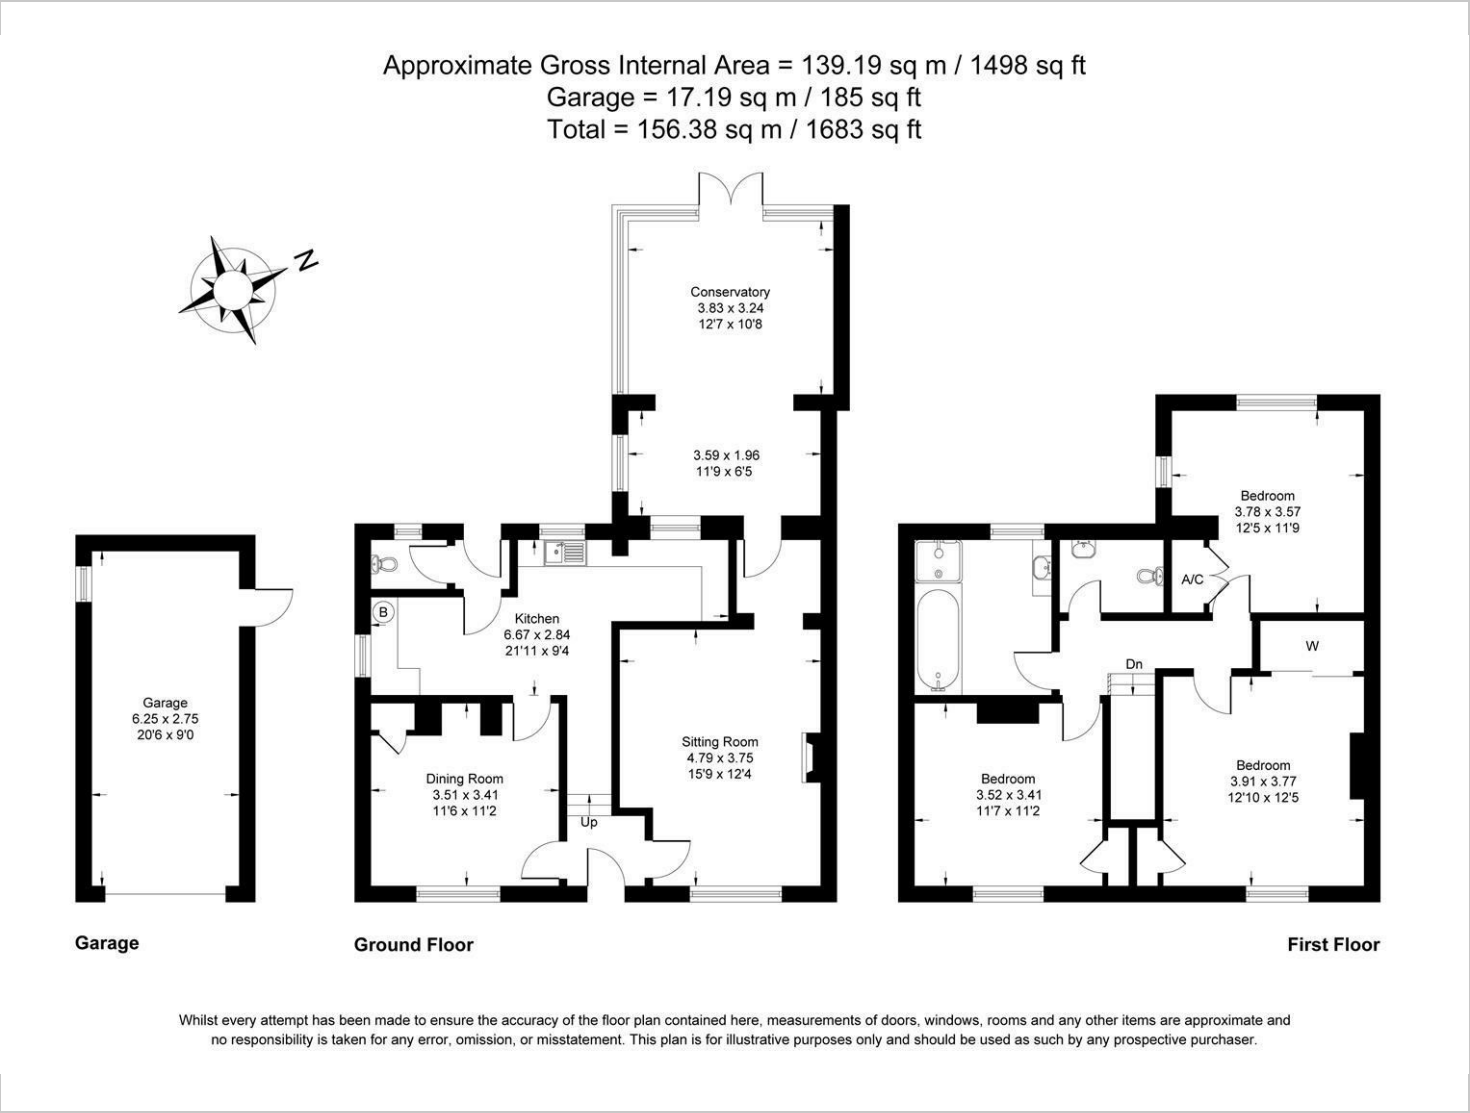 Approximate Gross Internal Area = 139.19 sq m / 1498 sq ft
Garage = 17.19 sq m / 185 sq ft
Total = 156.38 sq m / 1683 sq ft
N
Conservatory
3.83 x 3.24
12'7 x 10'8
3.59 x 1.96
11'9 x 6'5
Bedroom
3.78 x 3.57
12'5 x 11'9
A/C
B
Kitchen
6.67 x 2.84
21'11 x 9'4
W
Dn
Garage
6.25 x 2.75
20'6 x 9'0
Sitting Room
4.79 x 3.75
15'9 x 12'4
Dining Room
3.51 x 3.41
11'6 x 11'2
Bedroom
3.52 x 3.41
11'7 x 11'2
Bedroom
3.91 x 3.77
12'10 x 12'5
Up
Garage
Ground Floor
First Floor
Whilst every attempt has been made to ensure the accuracy of the floor plan contained here, measurements of doors, windows, rooms and any other items are approximate and
no responsibility is taken for any error, omission, or misstatement. This plan is for illustrative purposes only and should be used as such by any prospective purchaser.